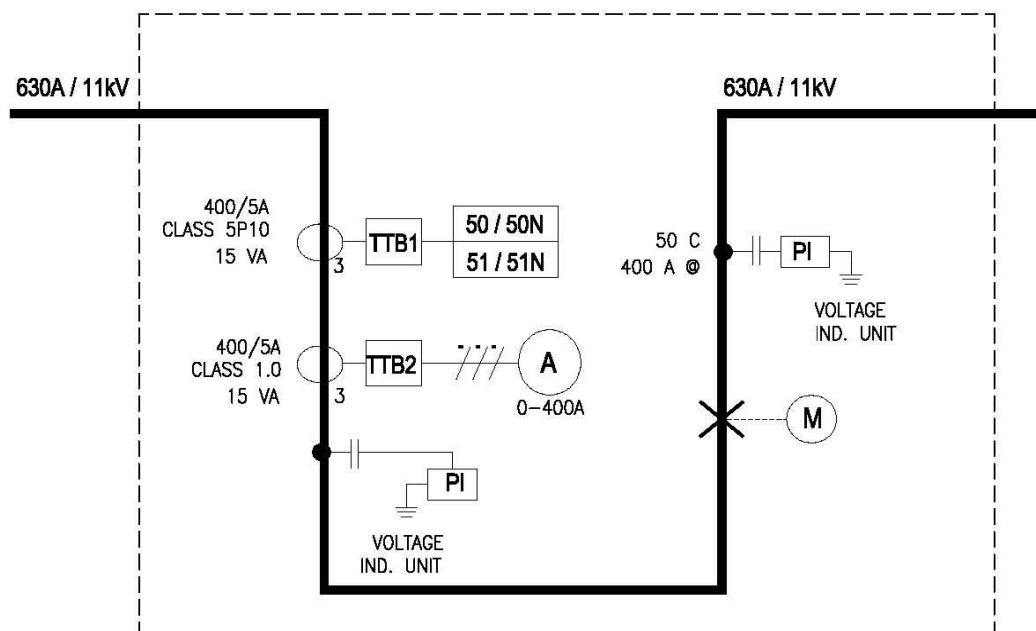 630A / 11kV
630A / 11kV
400/5A
CLASS 5P10
15 VA
3
TTB1
50 / 50N
51 / 51N
50 C
400 A @
PI
VOLTAGE
IND. UNIT
400/5A
CLASS 1.0
15 VA
3
TTB2
A
0-400A
M
PI
VOLTAGE
IND. UNIT